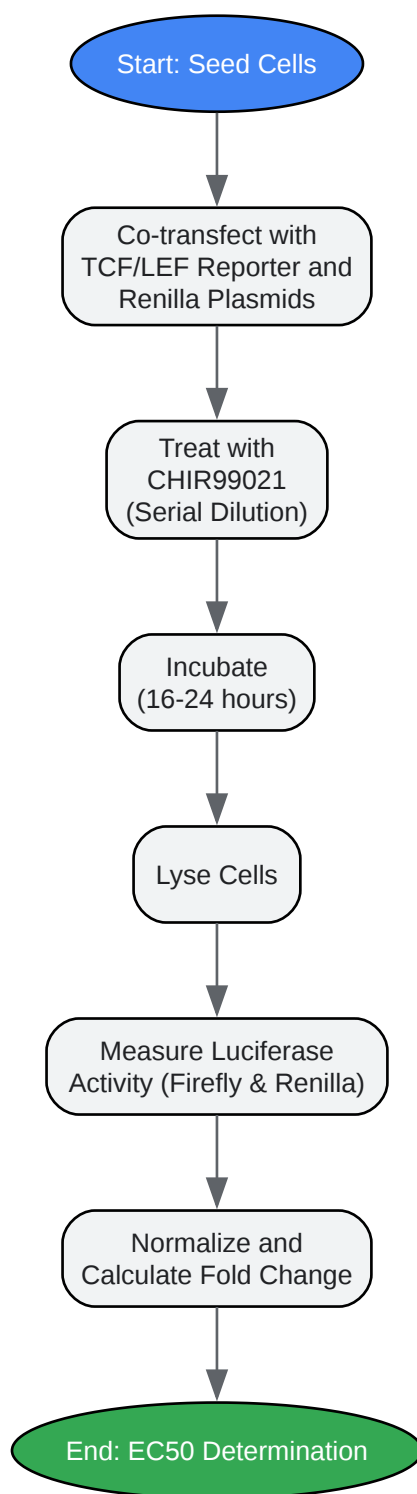 Start: Seed Cells
Co-transfect with
TCF/LEF Reporter and
Renilla Plasmids
Treat with
CHIR99021
(Serial Dilution)
Incubate
(16-24 hours)
Lyse Cells
Measure Luciferase
Activity (Firefly & Renilla)
Normalize and
Calculate Fold Change
End: EC50 Determination